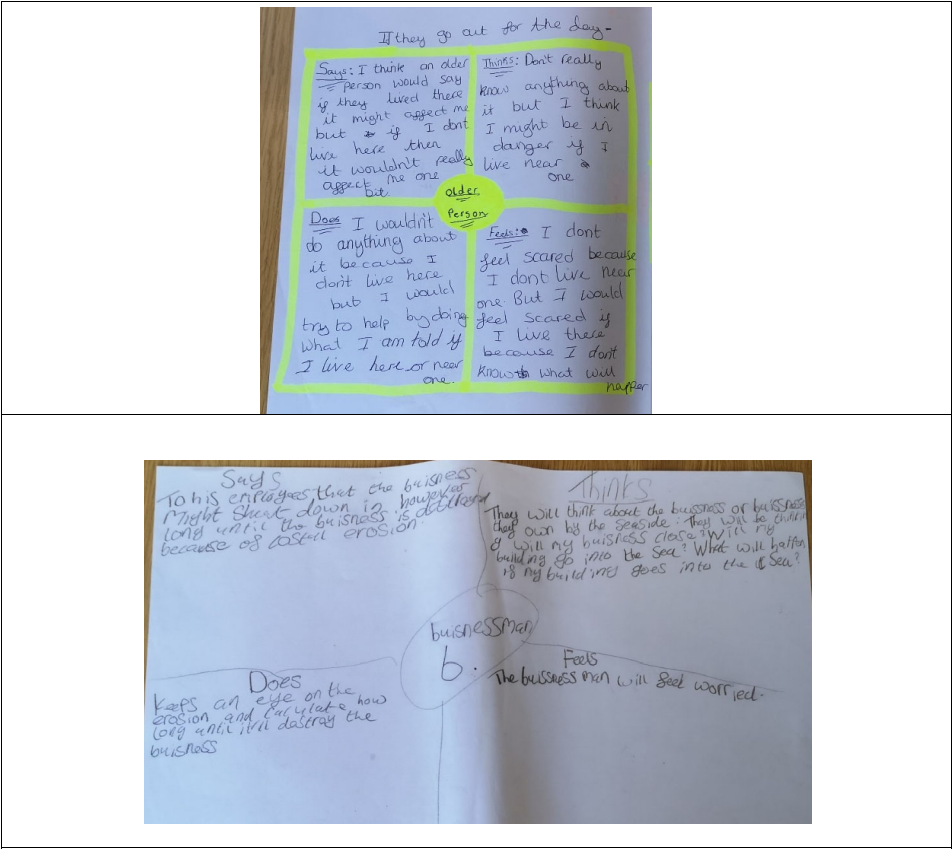 If they go out for the day-
Says: I think an older
person would say
if they lived there
it might affect me
but if I dont
live here then
it wouldn't really
affect me one
bit.
Thinks: Don't really
know anything about
it but I think
I might be in
danger if I
live near
one
older
Person
Does I wouldn't
do anything about
it because I
don't live here
but I would
try to help by doing
what I am told if
I live here or near
one.
Feels: I dont
feel scared because
I dont live near
one. But I would
feel scared if
I live there
because I dont
know what will
happen
Says
To his employees that the buisness
Might shut down in however
long until the buisness is
because of costall erosion.
Thinks
They will think about the bussness or buissnesses
they own by the seaside. They will be
will my buisness close? Will my
building go into the sea? What will happen
if my building goes into the Sea?
buisnessman
6.
Does
Keeps an eye on the
erosion and calculate how
long until it destray the
buisness
Feels
The bussness man will feel worried.